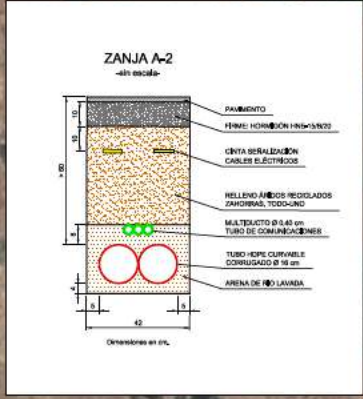 ZANJA A-2
-sin escala-
PAVIMENTO
10
FIRME: HORMIGÓN HNE-15/B/20
10
CINTA SEÑALIZACIÓN
CABLES ELÉCTRICOS
> 60
RELLENO ÁRIDOS RECICLADOS
ZAHORRAS, TODO-UNO
MULTIDUCTO Ø 0,40 cm
TUBO DE COMUNICACIONES
TUBO HDPE CURVABLE
CORRUGADO Ø 16 cm
4
ARENA DE RÍO LAVADA
5
5
42
Dimensiones en cm.